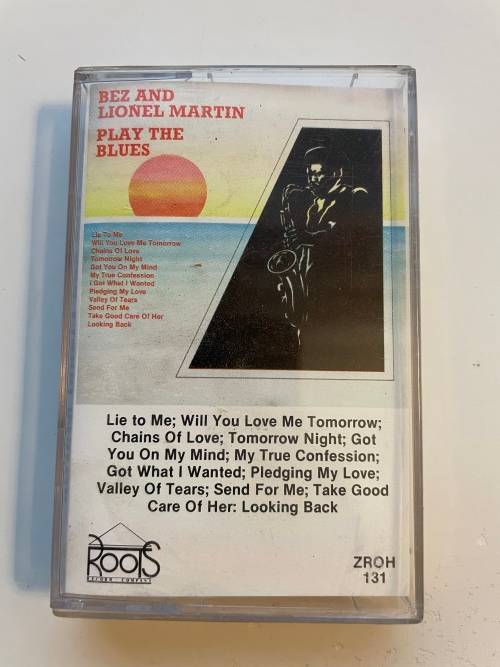 BEZ AND
LIONEL MARTIN
PLAY THE
BLUES
Lie To Me
Will You Love Me Tomorrow
Chains Of Love
Tomorrow Night
Got You On My Mind
My True Confession
I Got What I Wanted
Pledging My Love
Valley Of Tears
Send For Me
Take Good Care Of Her
Looking Back
Lie to Me; Will You Love Me Tomorrow;
Chains Of Love; Tomorrow Night; Got
You On My Mind; My True Confession;
Got What I Wanted; Pledging My Love;
Valley Of Tears; Send For Me; Take Good
Care Of Her: Looking Back
ROOTS
RECORD COMPANY
ZROH
131